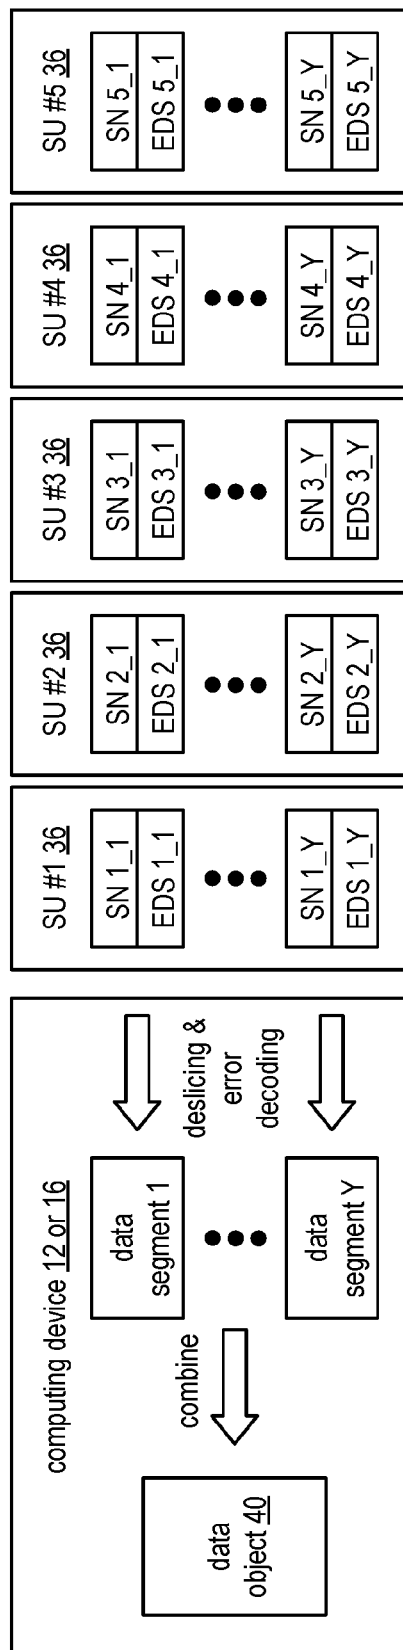 computing device 12 or 16
data
object 40
combine
data
segment 1
data
segment Y
deslicing &
error
decoding
SU #1 36
SN 1_1
EDS 1_1
SN 1_Y
EDS 1_Y
SU #2 36
SN 2_1
EDS 2_1
SN 2_Y
EDS 2_Y
SU #3 36
SN 3_1
EDS 3_1
SN 3_Y
EDS 3_Y
SU #4 36
SN 4_1
EDS 4_1
SN 4_Y
EDS 4_Y
SU #5 36
SN 5_1
EDS 5_1
SN 5_Y
EDS 5_Y